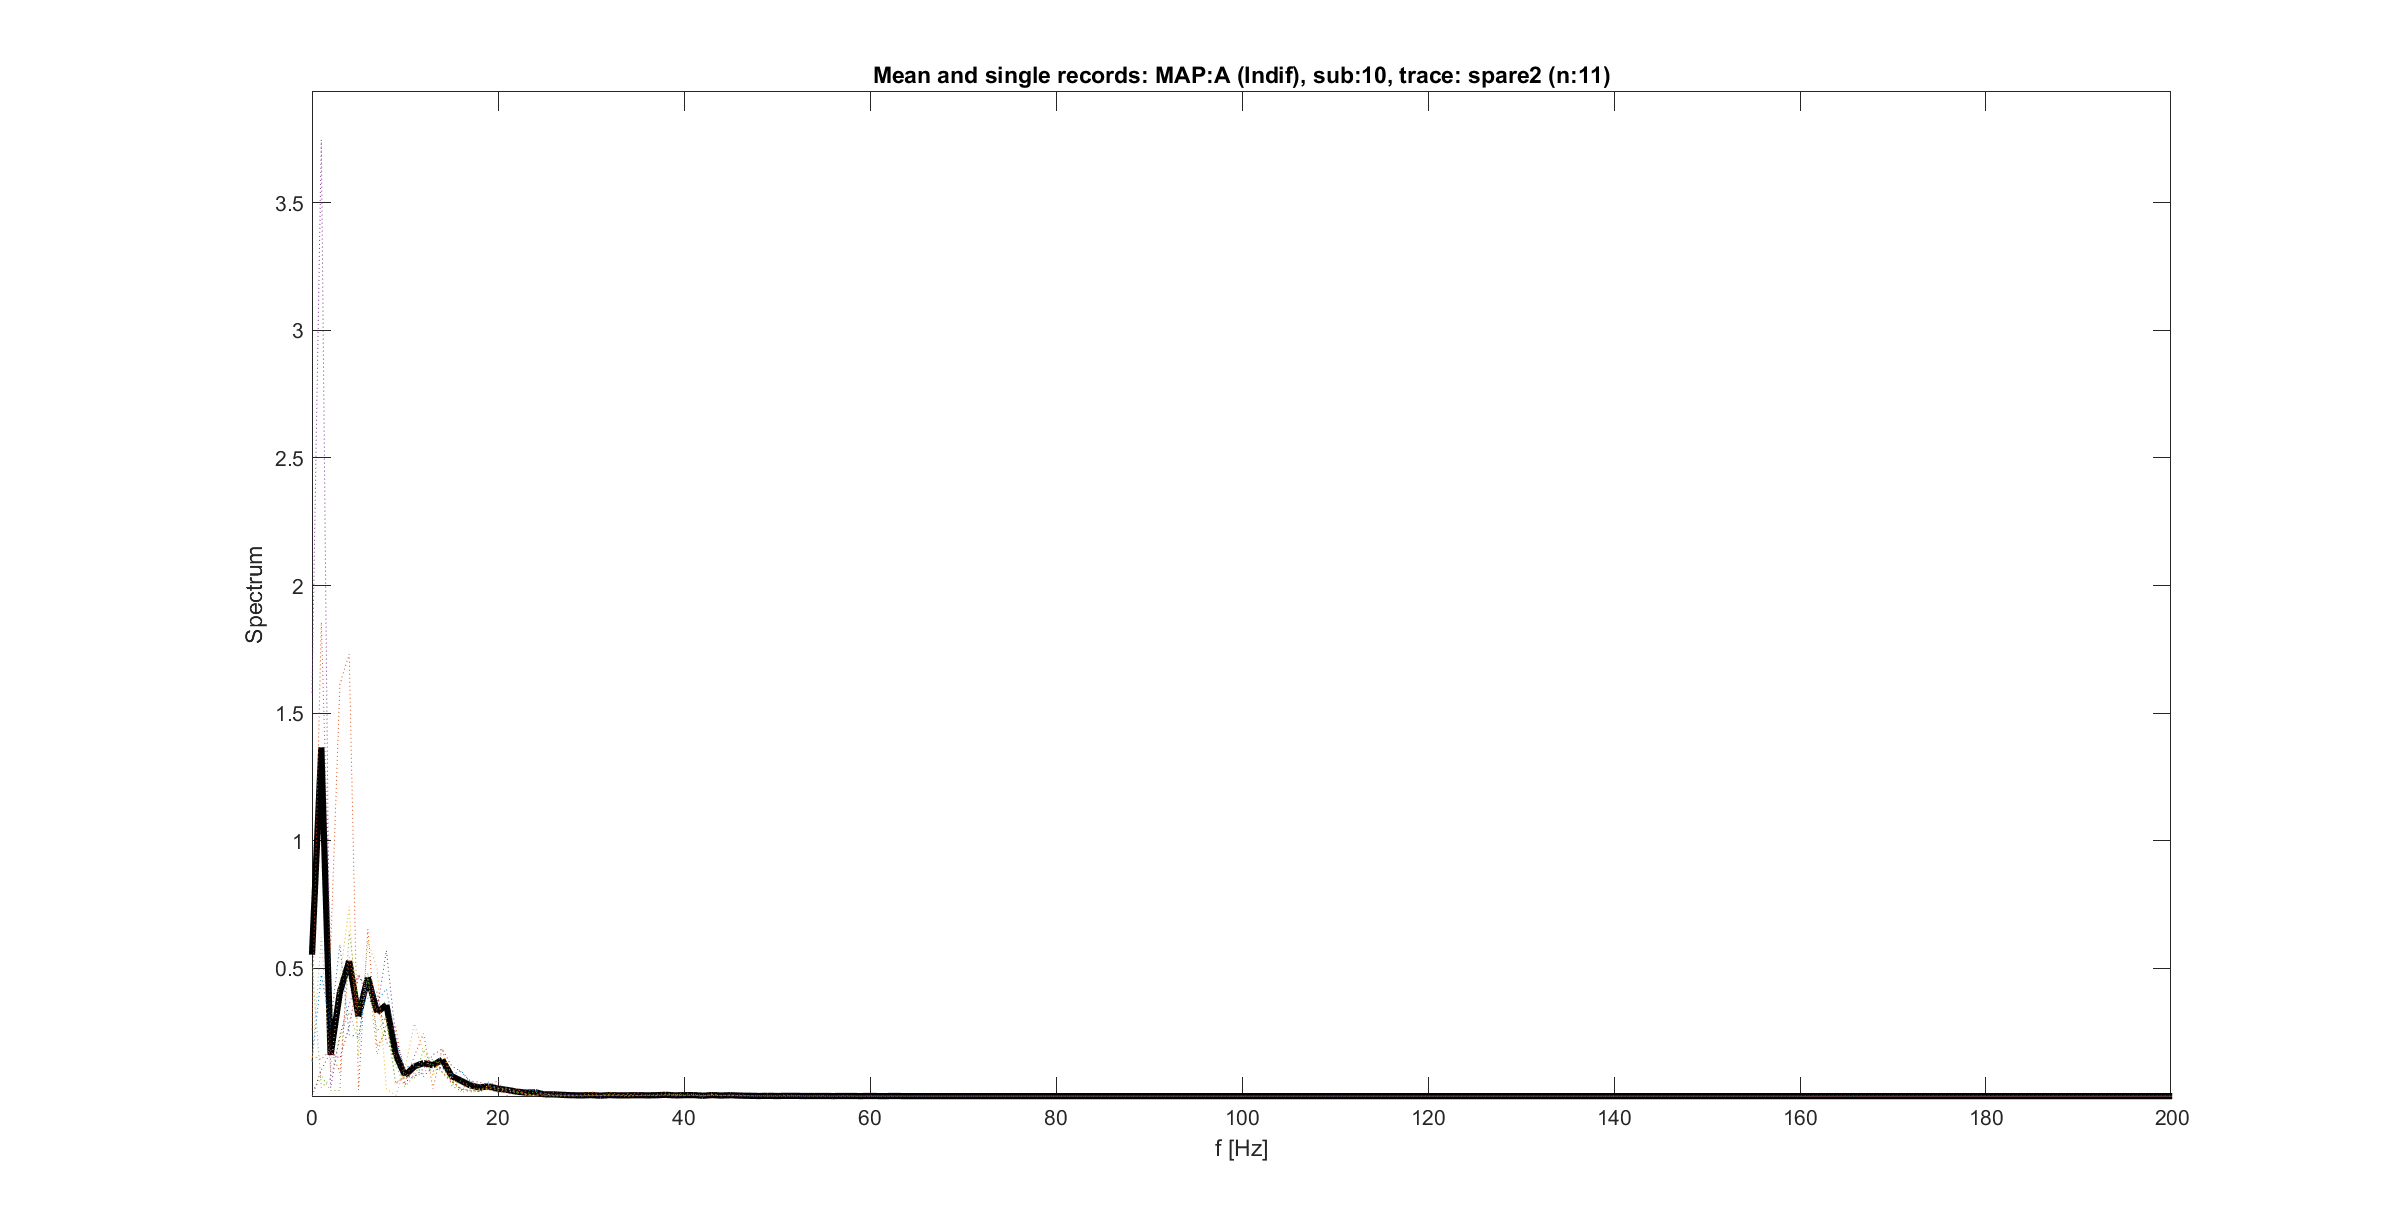 Mean and single records: MAP:A (Indif), sub:10, trace: spare2 (n:11)
3.5
3
2.5
2
1.5
1
0.5
Spectrum
0 20 40 60 80 100 120 140 160 180 200
f [Hz]